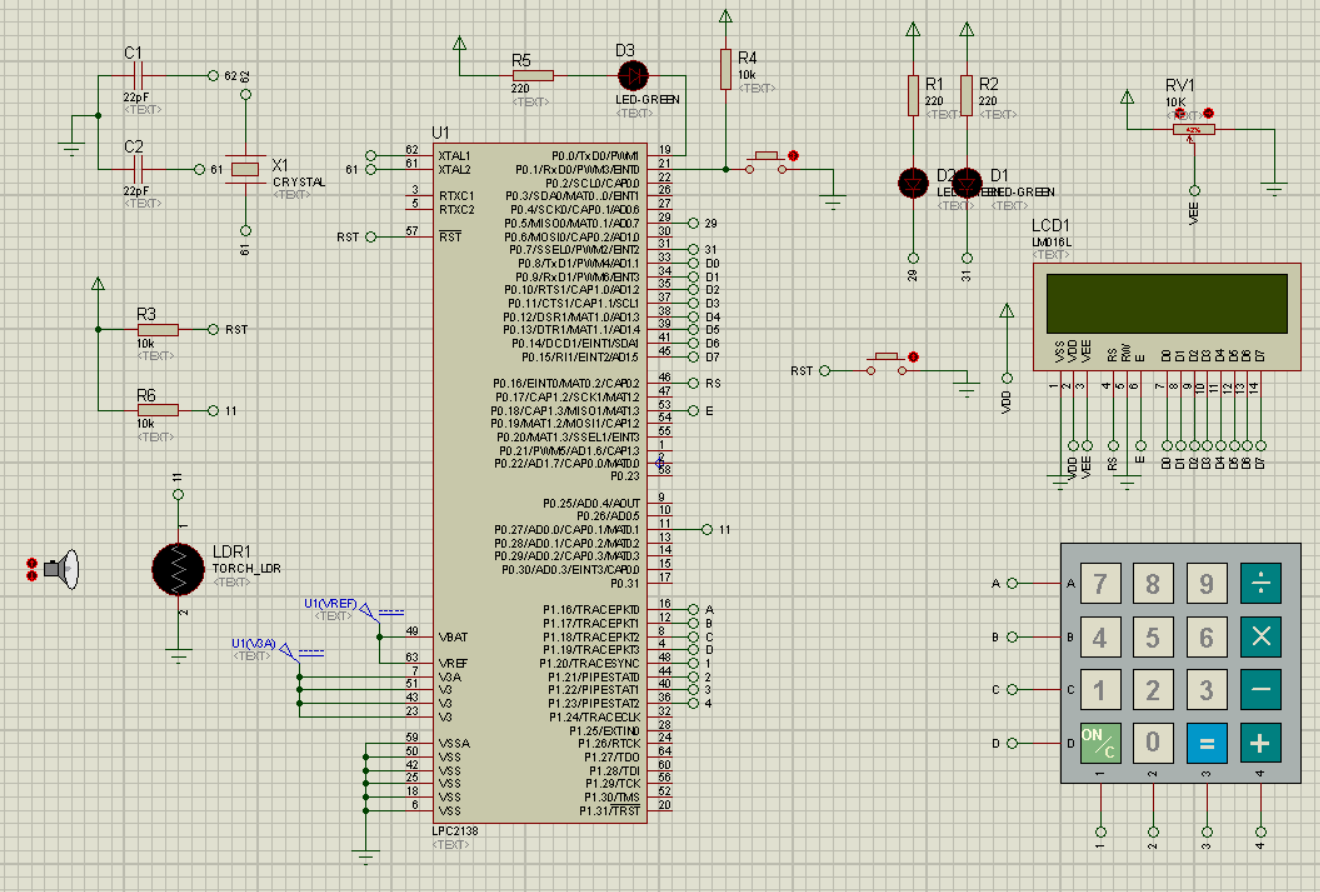 C1
22pF
<TEXT>
62
62
C2
22pF
<TEXT>
61
X1
CRYSTAL
<TEXT>
61
R3
10k
<TEXT>
RST
R6
10k
<TEXT>
11
11
1
LDR1
TORCH_LDR
<TEXT>
2
R5
220
<TEXT>
D3
LED-GREEN
<TEXT>
R4
10k
<TEXT>
U1
62 XTAL1
61 61 XTAL2
3 RTXC1
5 RTXC2
RST 57 RST
U1(VREF)
<TEXT>
U1(V3A)
<TEXT>
49 VBAT
63 VREF
7 V3A
51 V3
43 V3
23 V3
59 VSSA
50 VSS
42 VSS
25 VSS
18 VSS
6 VSS
P0.0/TxD0/PWM1 19
P0.1/RxD0/PWM3/EINT0 21
P0.2/SCL0/CAP0.0 22
P0.3/SDA0/MAT0..0/EINT1 26
P0.4/SCK0/CAP0.1/AD0.6 27
P0.5/MISO0/MAT0.1/AD0.7 29 29
P0.6/MOSI0/CAP0.2/AD1.0 30
P0.7/SSEL0/PWM2/EINT2 31 31
P0.8/TxD1/PWM4/AD1.1 33 D0
P0.9/RxD1/PWM6/EINT3 34 D1
P0.10/RTS1/CAP1.0/AD1.2 35 D2
P0.11/CTS1/CAP1.1/SCL1 37 D3
P0.12/DSR1/MAT1.0/AD1.3 38 D4
P0.13/DTR1/MAT1.1/AD1.4 39 D5
P0.14/DCD1/EINT1/SDA1 41 D6
P0.15/RI1/EINT2/AD1.5 45 D7
P0.16/EINT0/MAT0.2/CAP0.2 46 RS
P0.17/CAP1.2/SCK1/MAT1.2 47
P0.18/CAP1.3/MISO1/MAT1.3 53 E
P0.19/MAT1.2/MOSI1/CAP1.2 54
P0.20/MAT1.3/SSEL1/EINT3 55
P0.21/PWM5/AD1.6/CAP1.3 1
P0.22/AD1.7/CAP0.0/MAT0.0 2
P0.23 58
P0.25/AD0.4/AOUT 9
P0.26/AD0.5 10
P0.27/AD0.0/CAP0.1/MAT0.1 11 11
P0.28/AD0.1/CAP0.2/MAT0.2 13
P0.29/AD0.2/CAP0.3/MAT0.3 14
P0.30/AD0.3/EINT3/CAP0.0 15
P0.31 17
P1.16/TRACEPKT0 16 A
P1.17/TRACEPKT1 12 B
P1.18/TRACEPKT2 8 C
P1.19/TRACEPKT3 4 D
P1.20/TRACESYNC 48 1
P1.21/PIPESTAT0 44 2
P1.22/PIPESTAT1 40 3
P1.23/PIPESTAT2 36 4
P1.24/TRACECLK 32
P1.25/EXTIN0 28
P1.26/RTCK 24
P1.27/TDO 64
P1.28/TDI 60
P1.29/TCK 56
P1.30/TMS 52
P1.31/TRST 20
LPC2138
<TEXT>
R1
220
<TEXT>
R2
220
<TEXT>
D2
<TEXT>
D1
LED-GREEN
<TEXT>
29
31
RV1
10K
<TEXT>
42%
VEE
RST
LCD1
LM016L
<TEXT>
VDD
VSS VDD VEE RS RW E D0 D1 D2 D3 D4 D5 D6 D7
1 2 3 4 5 6 7 8 9 10 11 12 13 14
VDD VEE RS E D0 D1 D2 D3 D4 D5 D6 D7
A A 7 8 9 ÷
B B 4 5 6 ×
C C 1 2 3 −
D D ON/C 0 = +
1 2 3 4
1 2 3 4